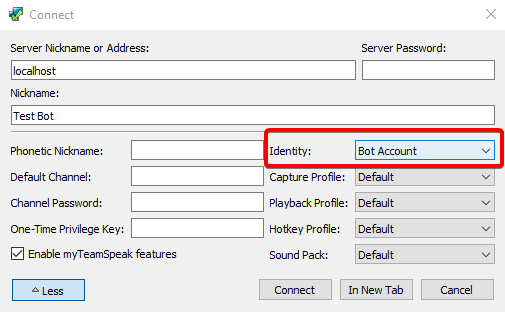 Connect
Server Nickname or Address: Server Password:
localhost
Nickname:
Test Bot
Phonetic Nickname: Identity: Bot Account
Default Channel: Capture Profile: Default
Channel Password: Playback Profile: Default
One-Time Privilege Key: Hotkey Profile: Default
Enable myTeamSpeak features Sound Pack: Default
Less Connect In New Tab Cancel